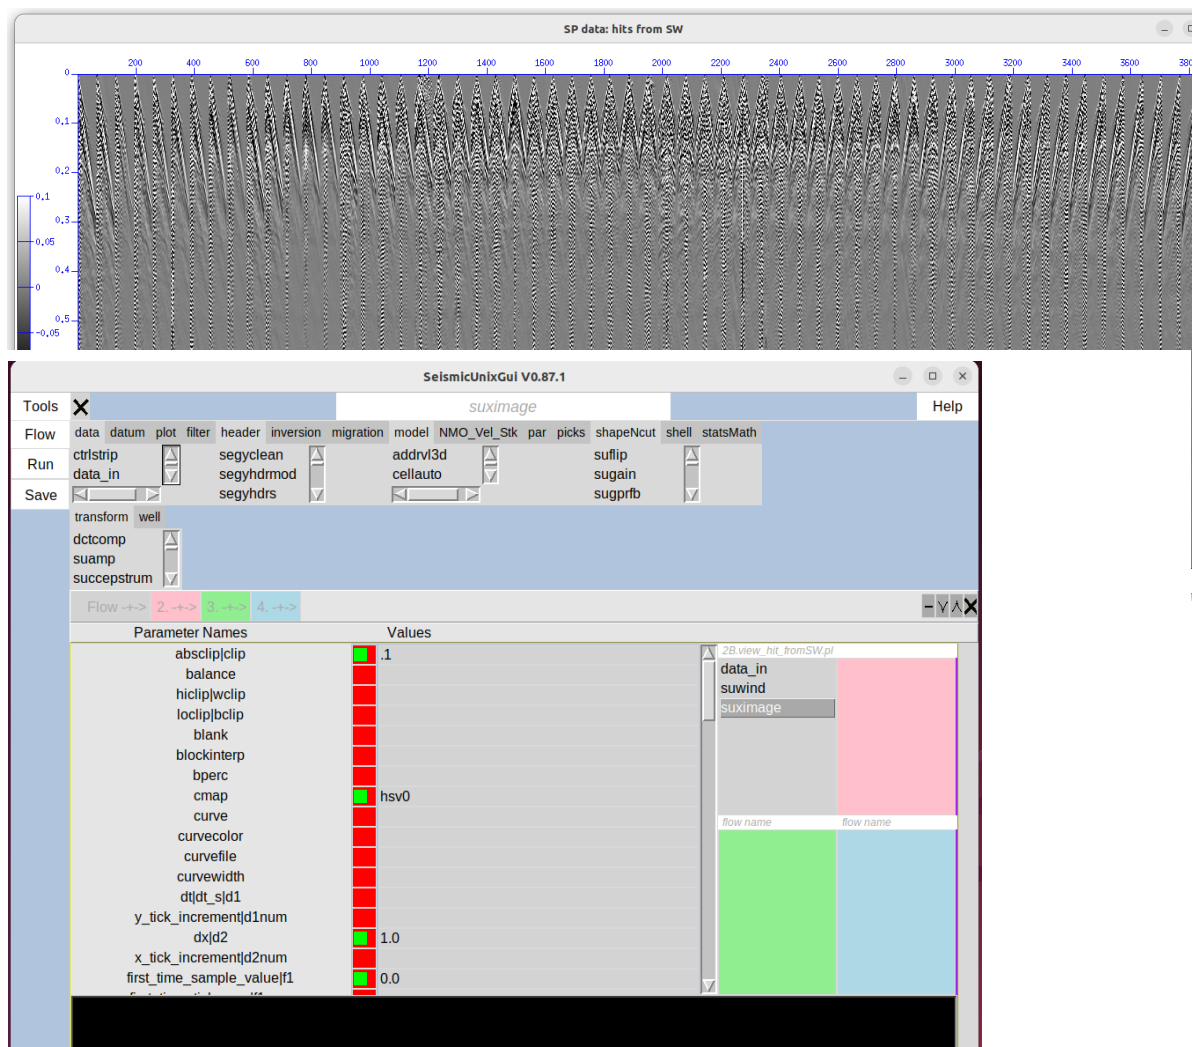 SP data: hits from SW
200 400 600 800 1000 1200 1400 1600 1800 2000 2200 2400 2600 2800 3000 3200 3400 3600 380
0
0.1
0.2
0.3
0.4
0.5
0.1
0.05
0
-0.05
SeismicUnixGui V0.87.1
Tools suximage Help
Flow data datum plot filter header inversion migration model NMO_Vel_Stk par picks shapeNcut shell statsMath
Run
Save
ctrlstrip segyclean addrvl3d suflip
data_in segyhdrmod cellauto sugain
segyhdrs sugprfb
transform well
dctcomp
suamp
succepstrum
Flow -+-> 2. -+-> 3. -+-> 4. -+->
Parameter Names Values
absclip|clip .1
balance
hiclip|wclip
loclip|bclip
blank
blockinterp
bperc
cmap hsv0
curve
curvecolor
curvefile
curvewidth
dt|dt_s|d1
y_tick_increment|d1num
dx|d2 1.0
x_tick_increment|d2num
first_time_sample_value|f1 0.0
2B.view_hit_fromSW.pl
data_in
suwind
suximage
flow name flow name